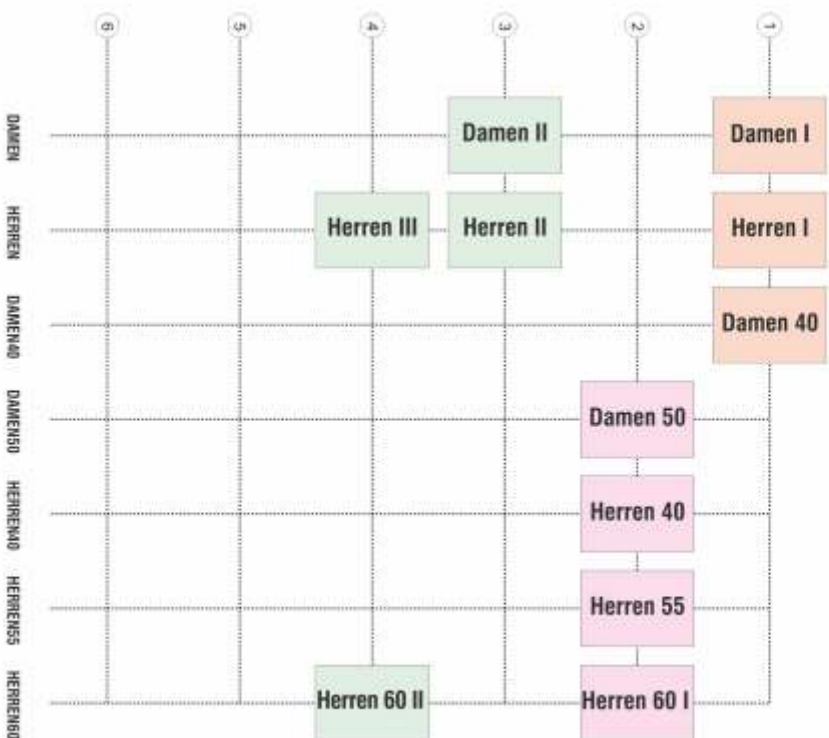 6 5 4 3 2 1
DAMEN Damen II Damen I
HERREN Herren III Herren II Herren I
DAMEN40 Damen 40
DAMEN50 Damen 50
HERREN40 Herren 40
HERREN55 Herren 55
HERREN60 Herren 60 II Herren 60 I